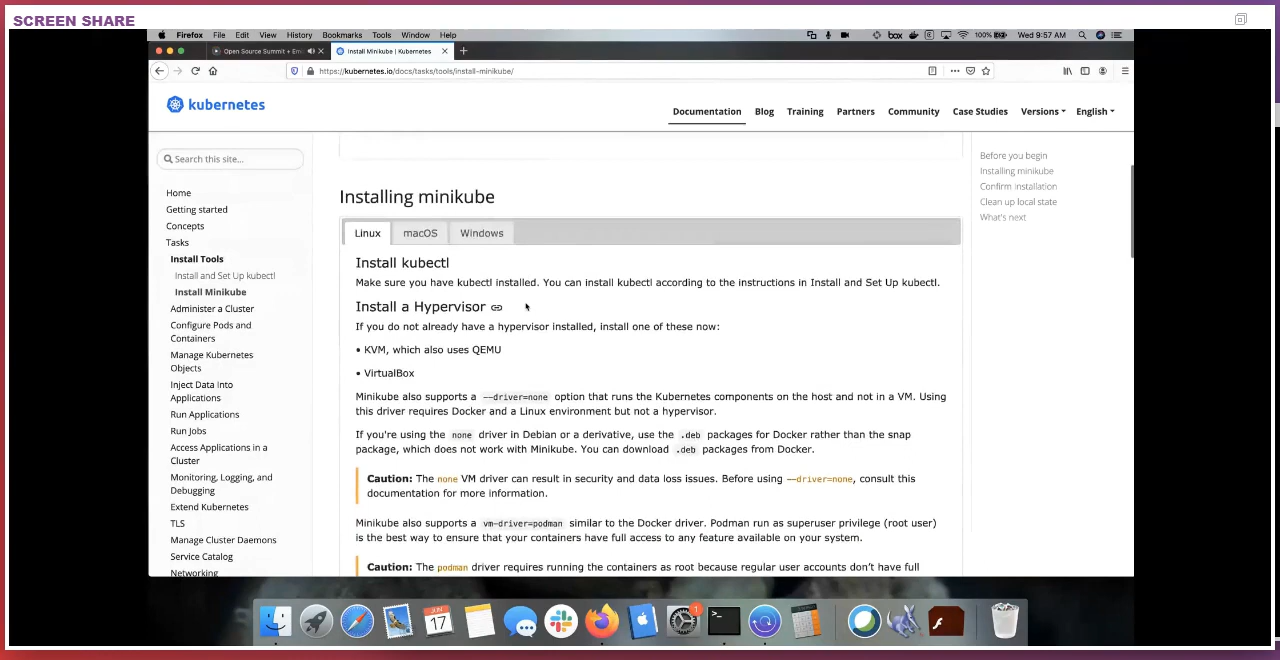 SCREEN SHARE
Firefox File Edit View History Bookmarks Tools Window Help
box 100% Wed 9:57 AM
Open Source Summit + Em
Install Minikube | Kubernetes
https://kubernetes.io/docs/tasks/tools/install-minikube/
kubernetes
Documentation Blog Training Partners Community Case Studies Versions English
Search this site...
Home
Getting started
Concepts
Tasks
Install Tools
Install and Set Up kubectl
Install Minikube
Administer a Cluster
Configure Pods and
Containers
Manage Kubernetes
Objects
Inject Data Into
Applications
Run Applications
Run Jobs
Access Applications in a
Cluster
Monitoring, Logging, and
Debugging
Extend Kubernetes
TLS
Manage Cluster Daemons
Service Catalog
Networking
Installing minikube
Linux macOS Windows
Install kubectl
Make sure you have kubectl installed. You can install kubectl according to the instructions in Install and Set Up kubectl.
Install a Hypervisor
If you do not already have a hypervisor installed, install one of these now:
• KVM, which also uses QEMU
• VirtualBox
Minikube also supports a --driver=none option that runs the Kubernetes components on the host and not in a VM. Using
this driver requires Docker and a Linux environment but not a hypervisor.
If you're using the none driver in Debian or a derivative, use the .deb packages for Docker rather than the snap
package, which does not work with Minikube. You can download .deb packages from Docker.
Caution: The none VM driver can result in security and data loss issues. Before using --driver=none, consult this
documentation for more information.
Minikube also supports a vm-driver=podman similar to the Docker driver. Podman run as superuser privilege (root user)
is the best way to ensure that your containers have full access to any feature available on your system.
Caution: The podman driver requires running the containers as root because regular user accounts don't have full
Before you begin
Installing minikube
Confirm installation
Clean up local state
What's next
JUN
17
1
>_